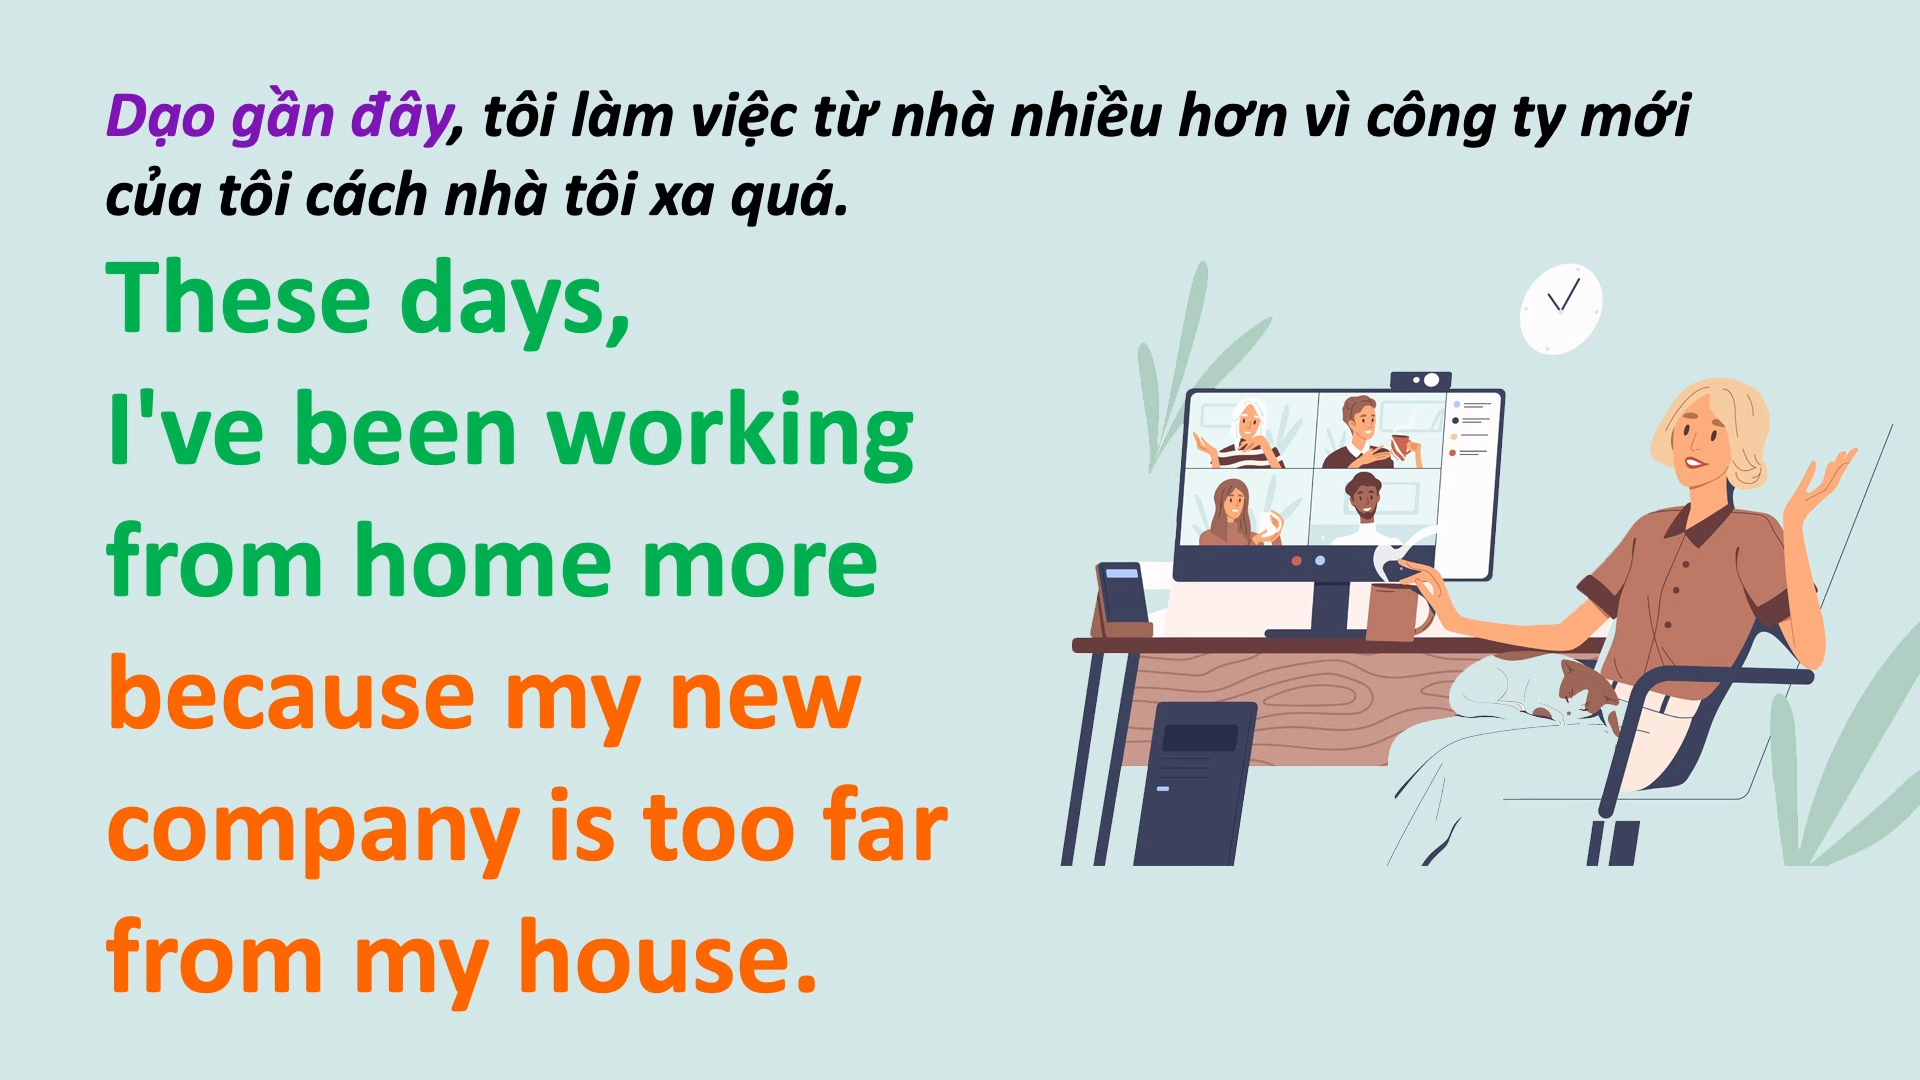 Dạo gần đây, tôi làm việc từ nhà nhiều hơn vì công ty mới
của tôi cách nhà tôi xa quá.
These days,
I've been working
from home more
because my new
company is too far
from my house.